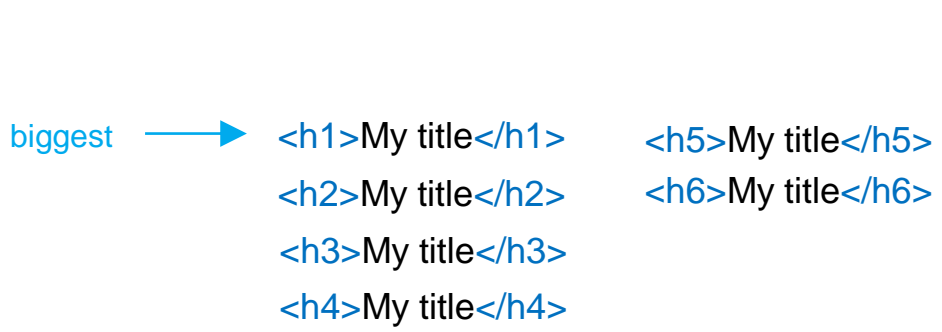 biggest
<h1>My title</h1>
<h2>My title</h2>
<h3>My title</h3>
<h4>My title</h4>
<h5>My title</h5>
<h6>My title</h6>